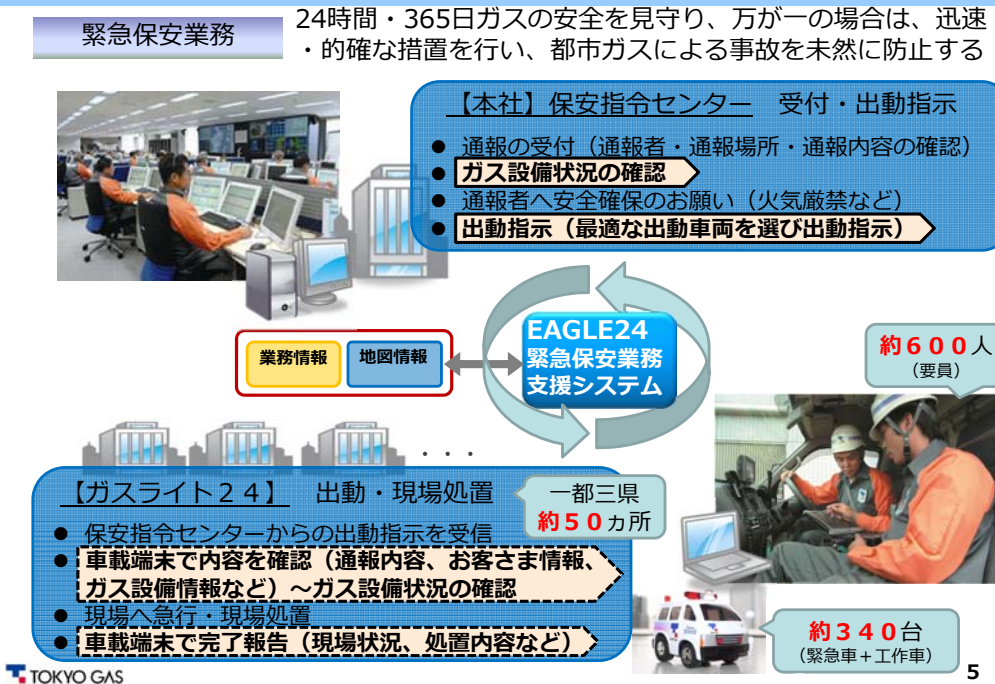 緊急保安業務
24時間・365日ガスの安全を見守り、万が一の場合は、迅速
・的確な措置を行い、都市ガスによる事故を未然に防止する
【本社】保安指令センター　受付・出動指示
● 通報の受付（通報者・通報場所・通報内容の確認）
● ガス設備状況の確認
● 通報者へ安全確保のお願い（火気厳禁など）
● 出動指示（最適な出動車両を選び出動指示）
業務情報
地図情報
EAGLE24
緊急保安業務
支援システム
約６００人
（要員）
・・・
【ガスライト２４】　出動・現場処置
一都三県
約５０ヵ所
● 保安指令センターからの出動指示を受信
● 車載端末で内容を確認（通報内容、お客さま情報、
ガス設備情報など）～ガス設備状況の確認
● 現場へ急行・現場処置
● 車載端末で完了報告（現場状況、処置内容など）
約３４０台
（緊急車＋工作車）
TOKYO GAS
5